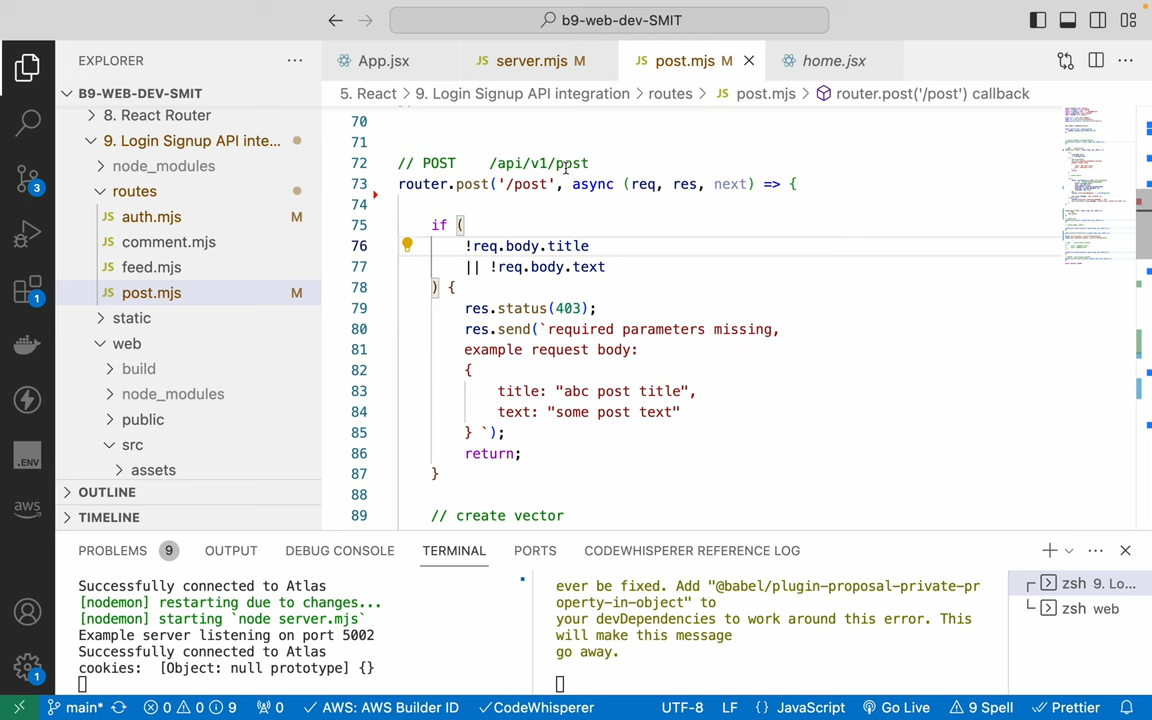 b9-web-dev-SMIT
EXPLORER
App.jsx
server.mjs M
post.mjs M
home.jsx
B9-WEB-DEV-SMIT
5. React > 9. Login Signup API integration > routes > JS post.mjs > router.post('/post') callback
8. React Router
9. Login Signup API inte...
node_modules
routes
JS auth.mjs M
JS comment.mjs
JS feed.mjs
JS post.mjs M
static
web
build
node_modules
public
src
assets
OUTLINE
TIMELINE
70
71
72 // POST /api/v1/post
73 router.post('/post', async (req, res, next) => {
74
75 if (
76 !req.body.title
77 || !req.body.text
78 ) {
79 res.status(403);
80 res.send(`required parameters missing,
81 example request body:
82 {
83 title: "abc post title",
84 text: "some post text"
85 } `);
86 return;
87 }
88
89 // create vector
3
1
.ENV
aws
1
PROBLEMS 9 OUTPUT DEBUG CONSOLE TERMINAL PORTS CODEWHISPERER REFERENCE LOG
Successfully connected to Atlas
[nodemon] restarting due to changes...
[nodemon] starting `node server.mjs`
Example server listening on port 5002
Successfully connected to Atlas
cookies: [Object: null prototype] {}
ever be fixed. Add "@babel/plugin-proposal-private-pr
operty-in-object" to
your devDependencies to work around this error. This
will make this message
go away.
zsh 9. Lo...
zsh web
main* 0 0 9 0 AWS: AWS Builder ID CodeWhisperer UTF-8 LF {} JavaScript Go Live 9 Spell Prettier